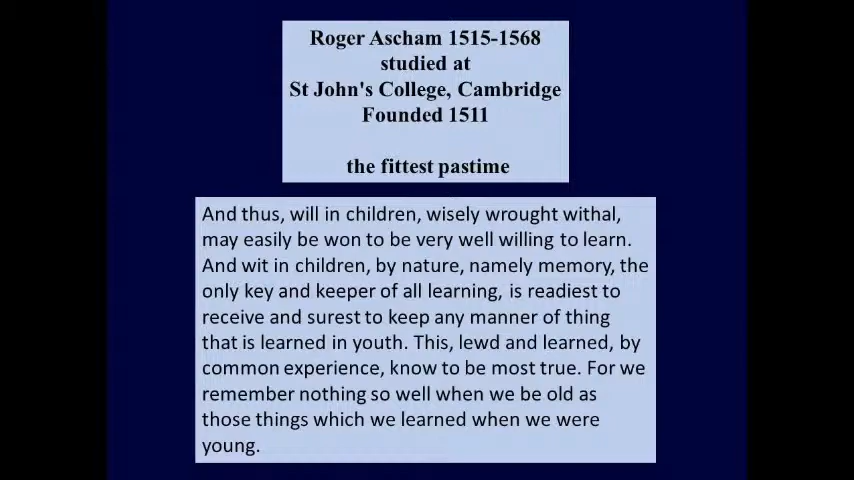 Roger Ascham 1515-1568
studied at
St John's College, Cambridge
Founded 1511
the fittest pastime
And thus, will in children, wisely wrought withal,
may easily be won to be very well willing to learn.
And wit in children, by nature, namely memory, the
only key and keeper of all learning, is readiest to
receive and surest to keep any manner of thing
that is learned in youth. This, lewd and learned, by
common experience, know to be most true. For we
remember nothing so well when we be old as
those things which we learned when we were
young.